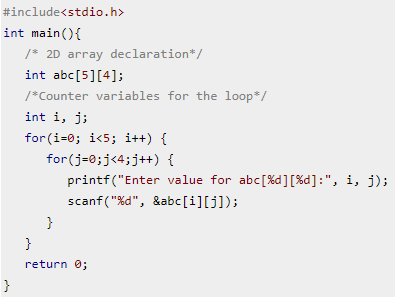 #include<stdio.h>
int main(){
   /* 2D array declaration*/
   int abc[5][4];
   /*Counter variables for the loop*/
   int i, j;
   for(i=0; i<5; i++) {
      for(j=0;j<4;j++) {
         printf("Enter value for abc[%d][%d]:", i, j);
         scanf("%d", &abc[i][j]);
      }
   }
   return 0;
}